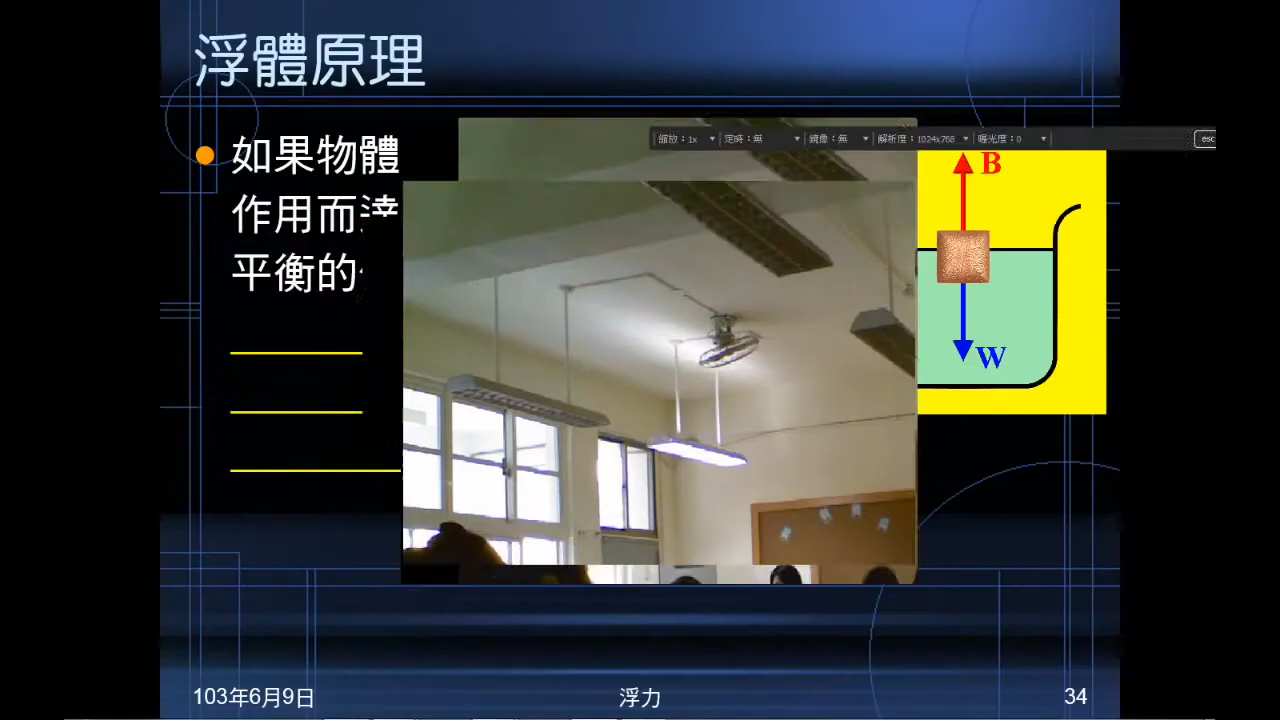 浮體原理
縮放：1x 定時：無 鏡像：無 解析度：1024x768 曝光度：0 esc
如果物體
作用而達
平衡的
B
W
103年6月9日 浮力 34